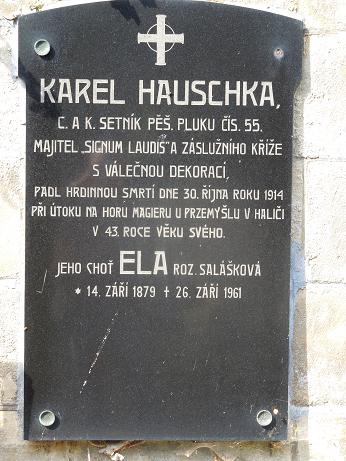 KAREL HAUSCHKA,
C. A K. SETNÍK PĚŠ. PLUKU ČÍS. 55.
MAJITEL „SIGNUM LAUDIS" A ZÁSLUŽNÍHO KŘÍŽE
S VÁLEČNOU DEKORACÍ,
PADL HRDINNOU SMRTÍ DNE 30. ŘÍJNA ROKU 1914
PŘI ÚTOKU NA HORU MAGIERU U PŘEMYŠLU V HALIČI
V 43. ROCE VĚKU SVÉHO.
JEHO CHOŤ ELA ROZ. SALÁŠKOVÁ
* 14. ZÁŘÍ 1879 ✝ 26. ZÁŘÍ 1961